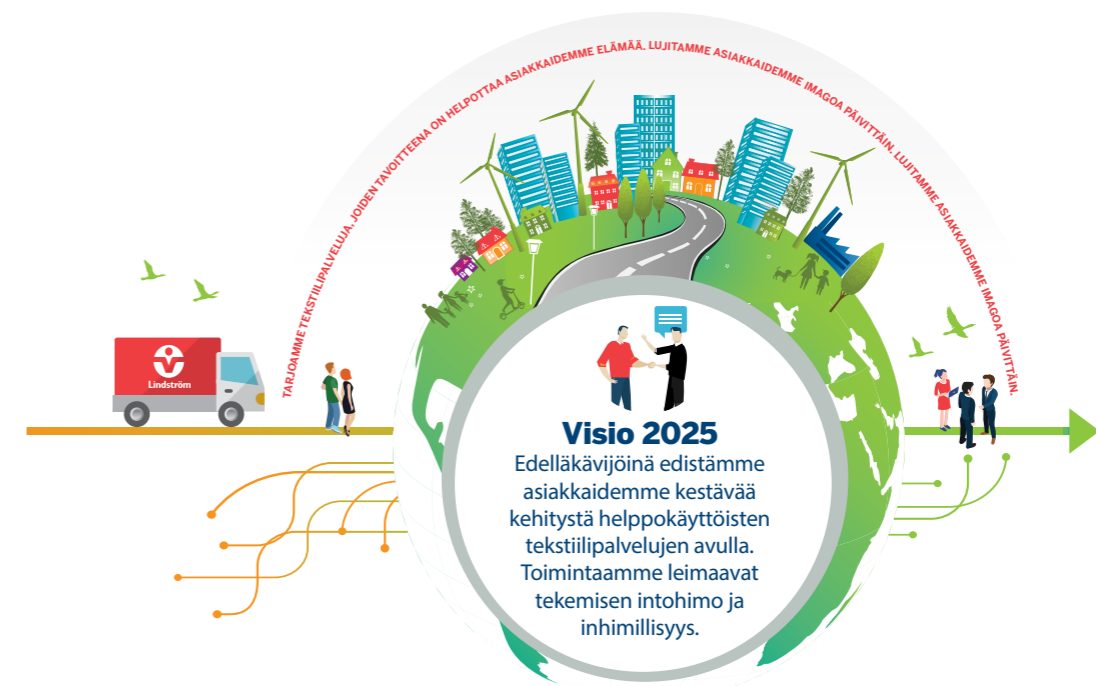 TARJOAMME TEKSTIILIPALVELUJA, JOIDEN TAVOITTEENA ON HELPOTTAA ASIAKKAIDEMME ELÄMÄÄ. LUJITAMME ASIAKKAIDEMME IMAGOA PÄIVITTÄIN. LUJITAMME ASIAKKAIDEMME IMAGOA PÄIVITTÄIN.
Lindström
Visio 2025
Edelläkävijöinä edistämme
asiakkaidemme kestävää
kehitystä helppokäyttöisten
tekstiilipalvelujen avulla.
Toimintaamme leimaavat
tekemisen intohimo ja
inhimillisyys.